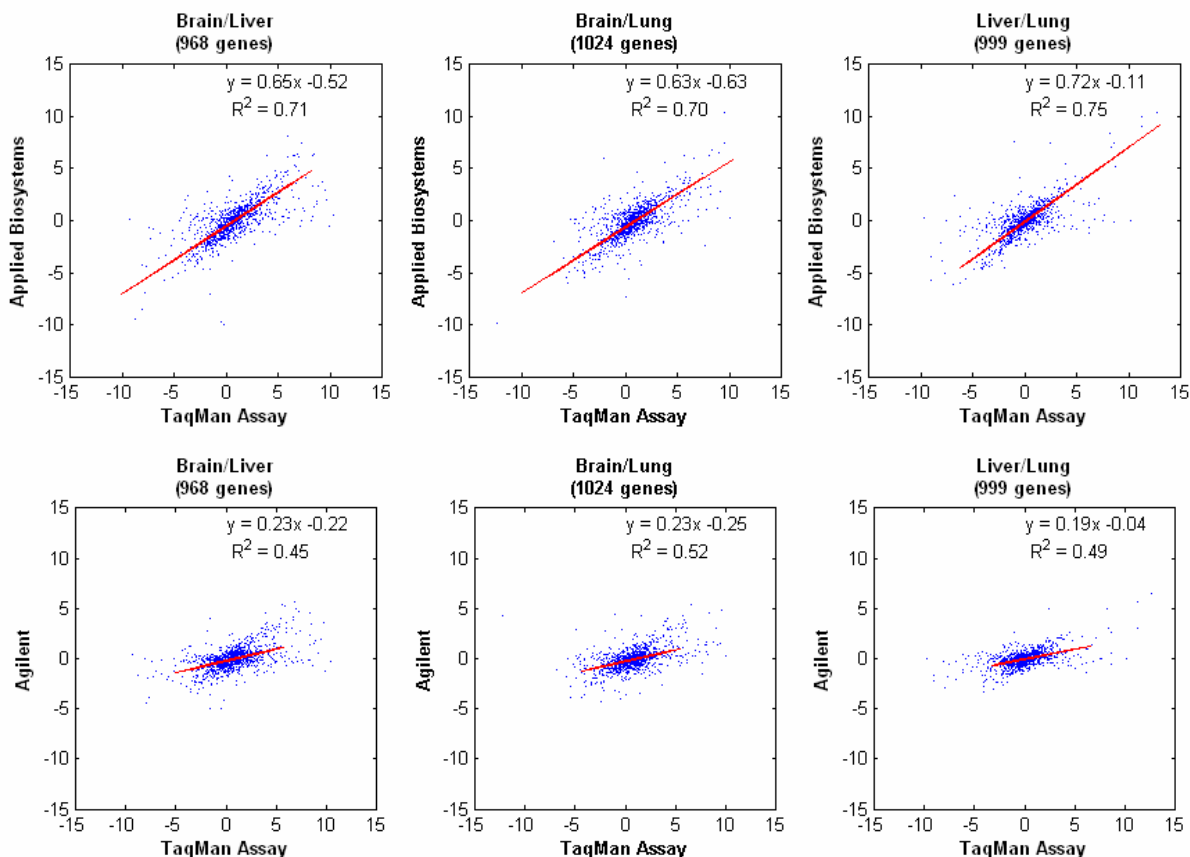 Brain/Liver
(968 genes)
y = 0.65x -0.52
R² = 0.71
15
10
5
0
-5
-10
-15
Applied Biosystems
-15 -10 -5 0 5 10 15
TaqMan Assay
Brain/Lung
(1024 genes)
y = 0.63x -0.63
R² = 0.70
15
10
5
0
-5
-10
-15
Applied Biosystems
-15 -10 -5 0 5 10 15
TaqMan Assay
Liver/Lung
(999 genes)
y = 0.72x -0.11
R² = 0.75
15
10
5
0
-5
-10
-15
Applied Biosystems
-15 -10 -5 0 5 10 15
TaqMan Assay
Brain/Liver
(968 genes)
y = 0.23x -0.22
R² = 0.45
15
10
5
0
-5
-10
-15
Agilent
-15 -10 -5 0 5 10 15
TaqMan Assay
Brain/Lung
(1024 genes)
y = 0.23x -0.25
R² = 0.52
15
10
5
0
-5
-10
-15
Agilent
-15 -10 -5 0 5 10 15
TaqMan Assay
Liver/Lung
(999 genes)
y = 0.19x -0.04
R² = 0.49
15
10
5
0
-5
-10
-15
Agilent
-15 -10 -5 0 5 10 15
TaqMan Assay